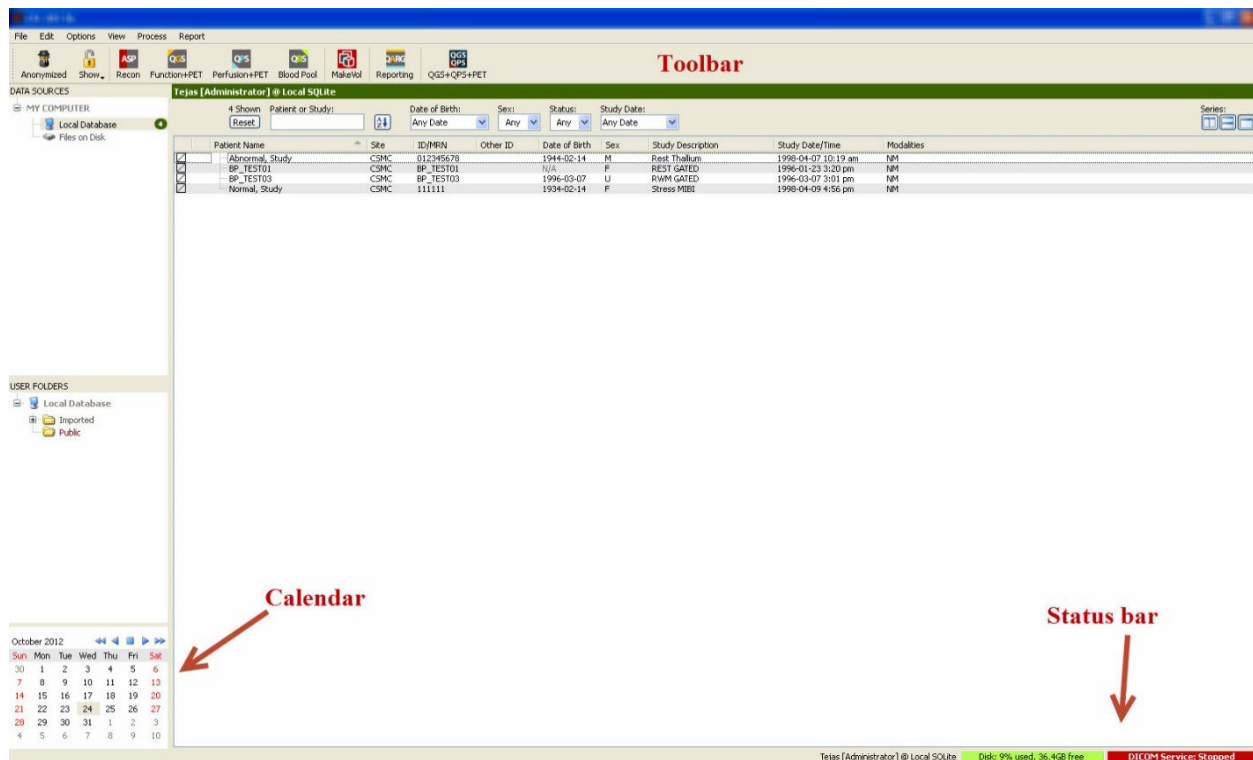 File Edit Options View Process Report
ASP QGS QPS QBS QARG QGS QPS
Anonymized Show Recon Function+PET Perfusion+PET Blood Pool MakeVol Reporting QGS+QPS+PET
Toolbar
DATA SOURCES
MY COMPUTER
Local Database 4
Files on Disk
Tejas [Administrator] @ Local SQLite
4 Shown Patient or Study: Date of Birth: Sex: Status: Study Date: Series:
Reset Any Date Any Any Any Date
Patient Name Site ID/MRN Other ID Date of Birth Sex Study Description Study Date/Time Modalities
Abnormal, Study CSMC 012345678 1944-02-14 M Rest Thallium 1998-04-07 10:19 am NM
BP_TEST01 CSMC BP_TEST01 N/A F REST GATED 1996-01-23 3:20 pm NM
BP_TEST03 CSMC BP_TEST03 1996-03-07 U RWM GATED 1996-03-07 3:01 pm NM
Normal, Study CSMC 111111 1934-02-14 F Stress MIBI 1998-04-09 4:56 pm NM
USER FOLDERS
Local Database
Imported
Public
Calendar
Status bar
October 2012
Sun Mon Tue Wed Thu Fri Sat
30 1 2 3 4 5 6
7 8 9 10 11 12 13
14 15 16 17 18 19 20
21 22 23 24 25 26 27
28 29 30 31 1 2 3
4 5 6 7 8 9 10
Tejas [Administrator] @ Local SQLite Disk: 9% used, 36.4GB free DICOM Service: Stopped